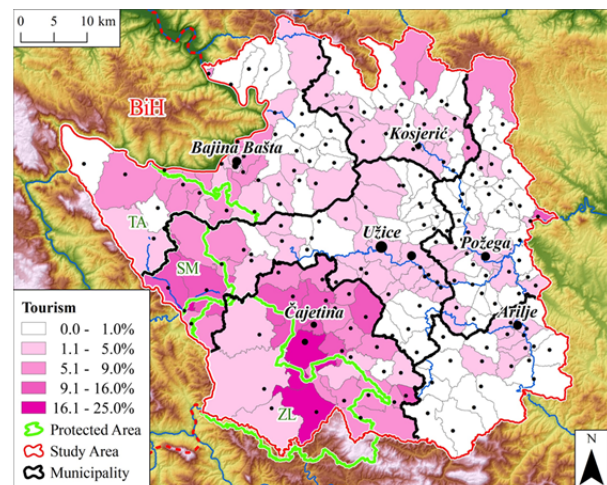 0 5 10 km
BiH
Kosjerić
Bajina Bašta
TA
Užice
Požega
SM
Čajetina
Arilje
ZL
Tourism
0.0 - 1.0%
1.1 - 5.0%
5.1 - 9.0%
9.1 - 16.0%
16.1 - 25.0%
Protected Area
Study Area
Municipality
N